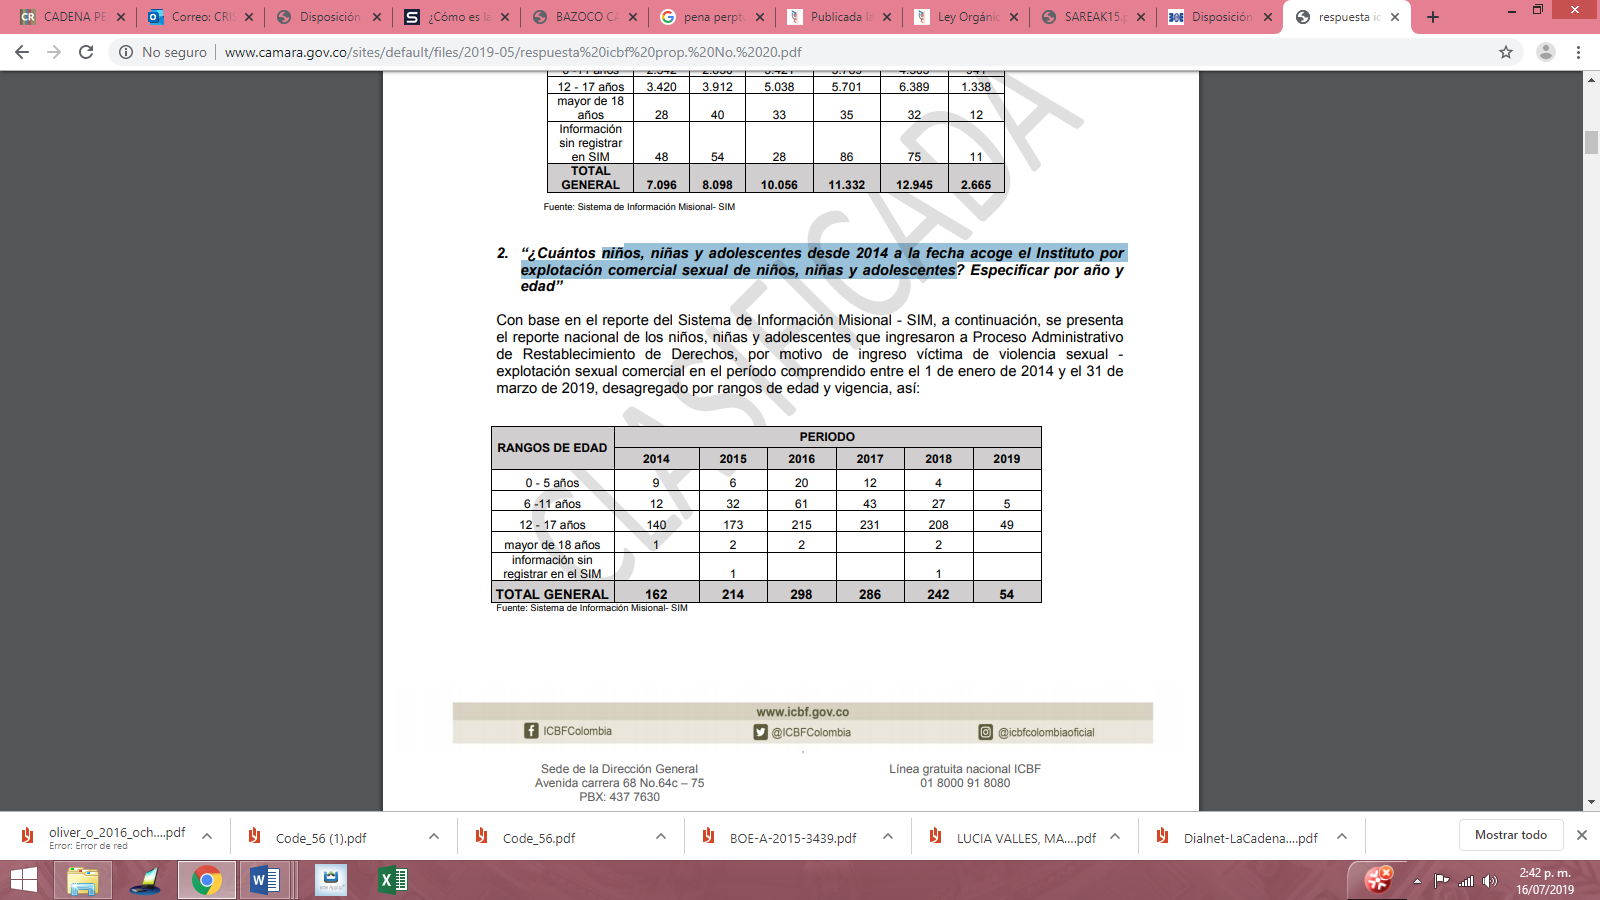 CADENA PE
Correo: CRI
Disposición
¿Cómo es la
BAZOCO CA
pena perptu
Publicada la
Ley Orgánic
SAREAK15.p
Disposición
respuesta ic
No seguro
www.camara.gov.co/sites/default/files/2019-05/respuesta%20icbf%20prop.%20No.%2020.pdf
12 - 17 años 3.420 3.912 5.038 5.701 6.389 1.338
mayor de 18
años 28 40 33 35 32 12
Información
sin registrar
en SIM 48 54 28 86 75 11
TOTAL
GENERAL 7.096 8.098 10.056 11.332 12.945 2.665
Fuente: Sistema de Información Misional- SIM
CLASIFICADA
2. “¿Cuántos niños, niñas y adolescentes desde 2014 a la fecha acoge el Instituto por
explotación comercial sexual de niños, niñas y adolescentes? Especificar por año y
edad”
Con base en el reporte del Sistema de Información Misional - SIM, a continuación, se presenta
el reporte nacional de los niños, niñas y adolescentes que ingresaron a Proceso Administrativo
de Restablecimiento de Derechos, por motivo de ingreso víctima de violencia sexual -
explotación sexual comercial en el período comprendido entre el 1 de enero de 2014 y el 31 de
marzo de 2019, desagregado por rangos de edad y vigencia, así:
RANGOS DE EDAD PERIODO
2014 2015 2016 2017 2018 2019
0 - 5 años 9 6 20 12 4
6 -11 años 12 32 61 43 27 5
12 - 17 años 140 173 215 231 208 49
mayor de 18 años 1 2 2 2
información sin
registrar en el SIM 1 1
TOTAL GENERAL 162 214 298 286 242 54
Fuente: Sistema de Información Misional- SIM
www.icbf.gov.co
ICBFColombia @ICBFColombia @icbfcolombiaoficial
Sede de la Dirección General
Avenida carrera 68 No.64c – 75
PBX: 437 7630
Línea gratuita nacional ICBF
01 8000 91 8080
oliver_o_2016_och....pdf
Error: Error de red
Code_56 (1).pdf
Code_56.pdf
BOE-A-2015-3439.pdf
LUCIA VALLES, MA....pdf
Dialnet-LaCadena....pdf
Mostrar todo
2:42 p. m.
16/07/2019